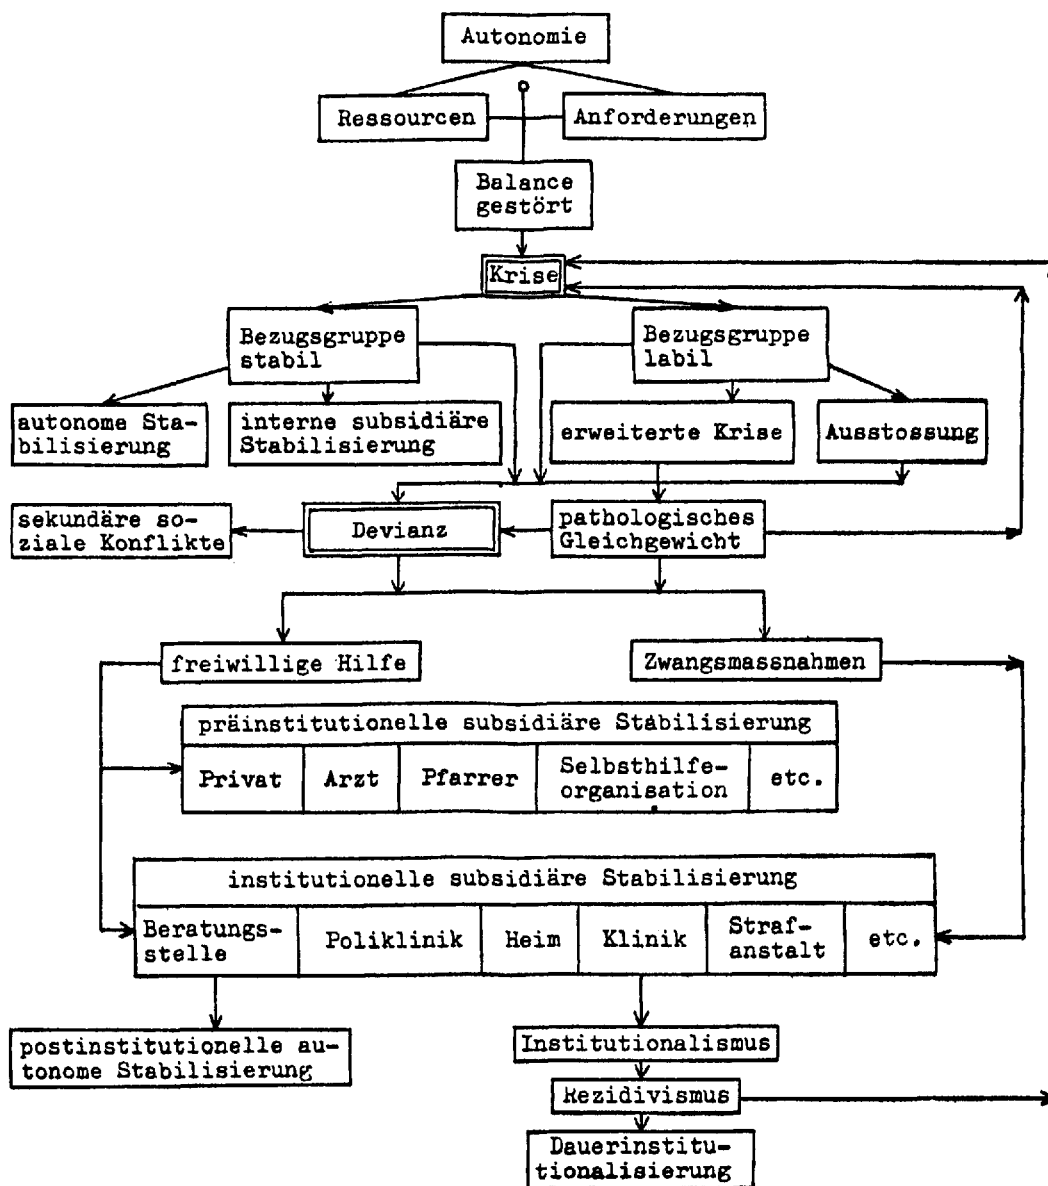 Autonomie
Ressourcen
Anforderungen
Balance
gestört
Krise
Bezugsgruppe
stabil
Bezugsgruppe
labil
autonome Sta-
bilisierung
interne subsidiäre
Stabilisierung
erweiterte Krise
Ausstossung
sekundäre so-
ziale Konflikte
Devianz
pathologisches
Gleichgewicht
freiwillige Hilfe
Zwangsmassnahmen
präinstitutionelle subsidiäre Stabilisierung
Privat
Arzt
Pfarrer
Selbsthilfe-
organisation
etc.
institutionelle subsidiäre Stabilisierung
Beratungs-
stelle
Poliklinik
Heim
Klinik
Straf-
anstalt
etc.
postinstitutionelle au-
tonome Stabilisierung
Institutionalismus
Rezidivismus
Dauerinstitu-
tionalisierung